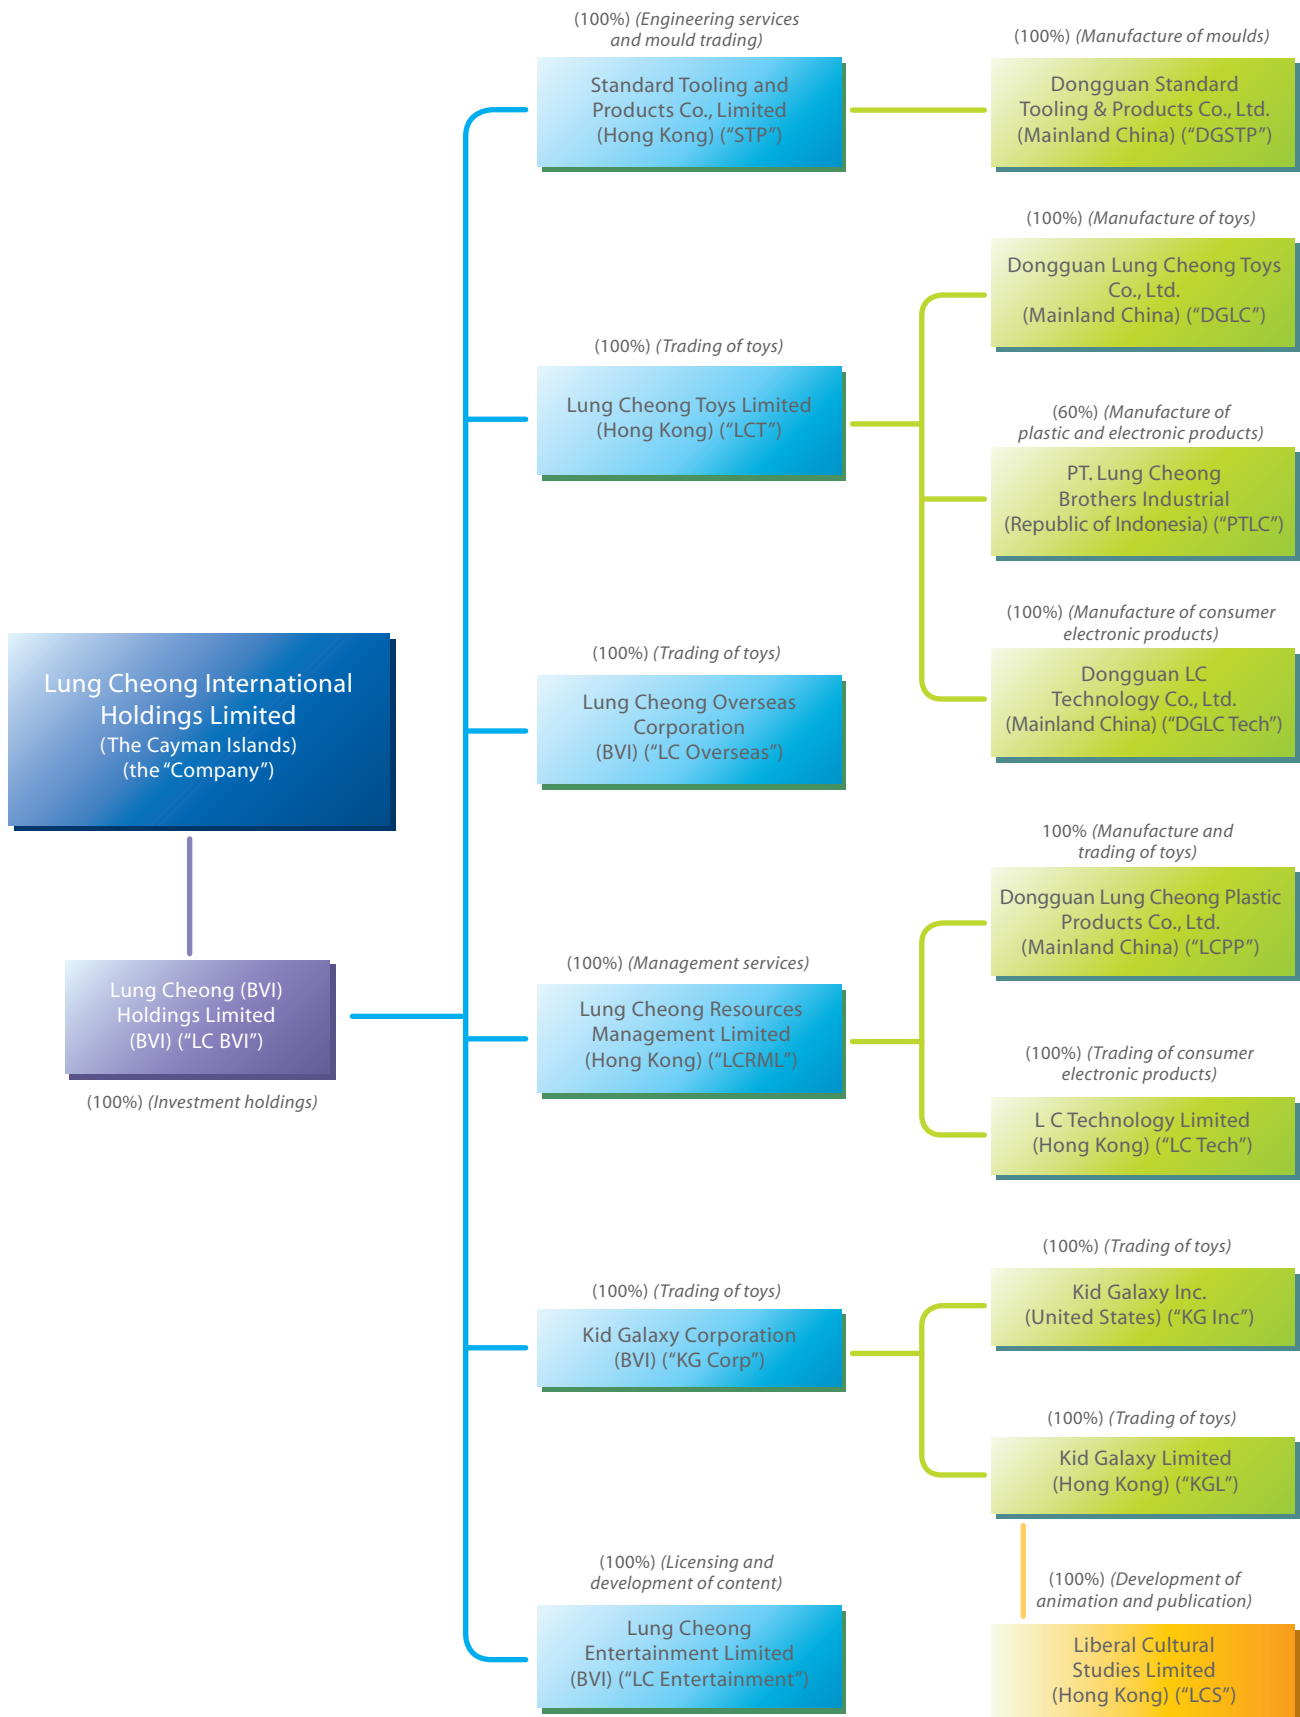 Lung Cheong International
Holdings Limited
(The Cayman Islands)
(the “Company”)
Lung Cheong (BVI)
Holdings Limited
(BVI) (“LC BVI”)
(100%) (Investment holdings)
(100%) (Engineering services
and mould trading)
Standard Tooling and
Products Co., Limited
(Hong Kong) (“STP”)
(100%) (Manufacture of moulds)
Dongguan Standard
Tooling & Products Co., Ltd.
(Mainland China) (“DGSTP”)
(100%) (Trading of toys)
Lung Cheong Toys Limited
(Hong Kong) (“LCT”)
(100%) (Manufacture of toys)
Dongguan Lung Cheong Toys
Co., Ltd.
(Mainland China) (“DGLC”)
(60%) (Manufacture of
plastic and electronic products)
PT. Lung Cheong
Brothers Industrial
(Republic of Indonesia) (“PTLC”)
(100%) (Manufacture of consumer
electronic products)
Dongguan LC
Technology Co., Ltd.
(Mainland China) (“DGLC Tech”)
(100%) (Trading of toys)
Lung Cheong Overseas
Corporation
(BVI) (“LC Overseas”)
(100%) (Management services)
Lung Cheong Resources
Management Limited
(Hong Kong) (“LCRML”)
100% (Manufacture and
trading of toys)
Dongguan Lung Cheong Plastic
Products Co., Ltd.
(Mainland China) (“LCPP”)
(100%) (Trading of consumer
electronic products)
L C Technology Limited
(Hong Kong) (“LC Tech”)
(100%) (Trading of toys)
Kid Galaxy Corporation
(BVI) (“KG Corp”)
(100%) (Trading of toys)
Kid Galaxy Inc.
(United States) (“KG Inc”)
(100%) (Trading of toys)
Kid Galaxy Limited
(Hong Kong) (“KGL”)
(100%) (Development of
animation and publication)
Liberal Cultural
Studies Limited
(Hong Kong) (“LCS”)
(100%) (Licensing and
development of content)
Lung Cheong
Entertainment Limited
(BVI) (“LC Entertainment”)